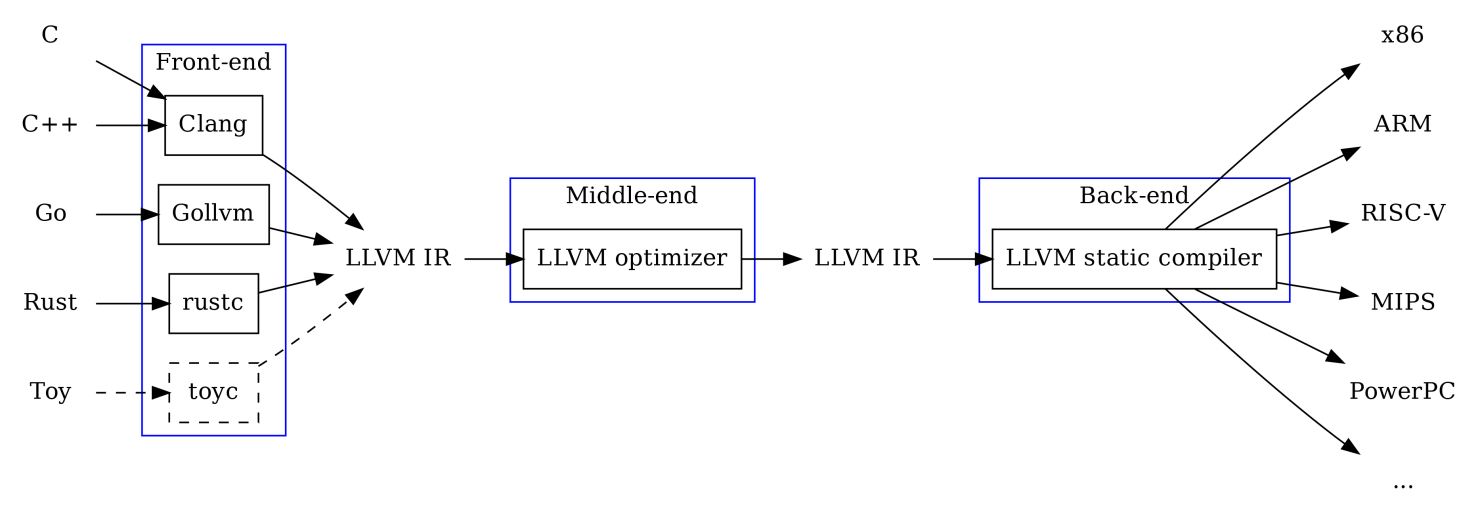 C
C++
Go
Rust
Toy
Front-end
Clang
Gollvm
rustc
toyc
LLVM IR
Middle-end
LLVM optimizer
LLVM IR
Back-end
LLVM static compiler
x86
ARM
RISC-V
MIPS
PowerPC
...